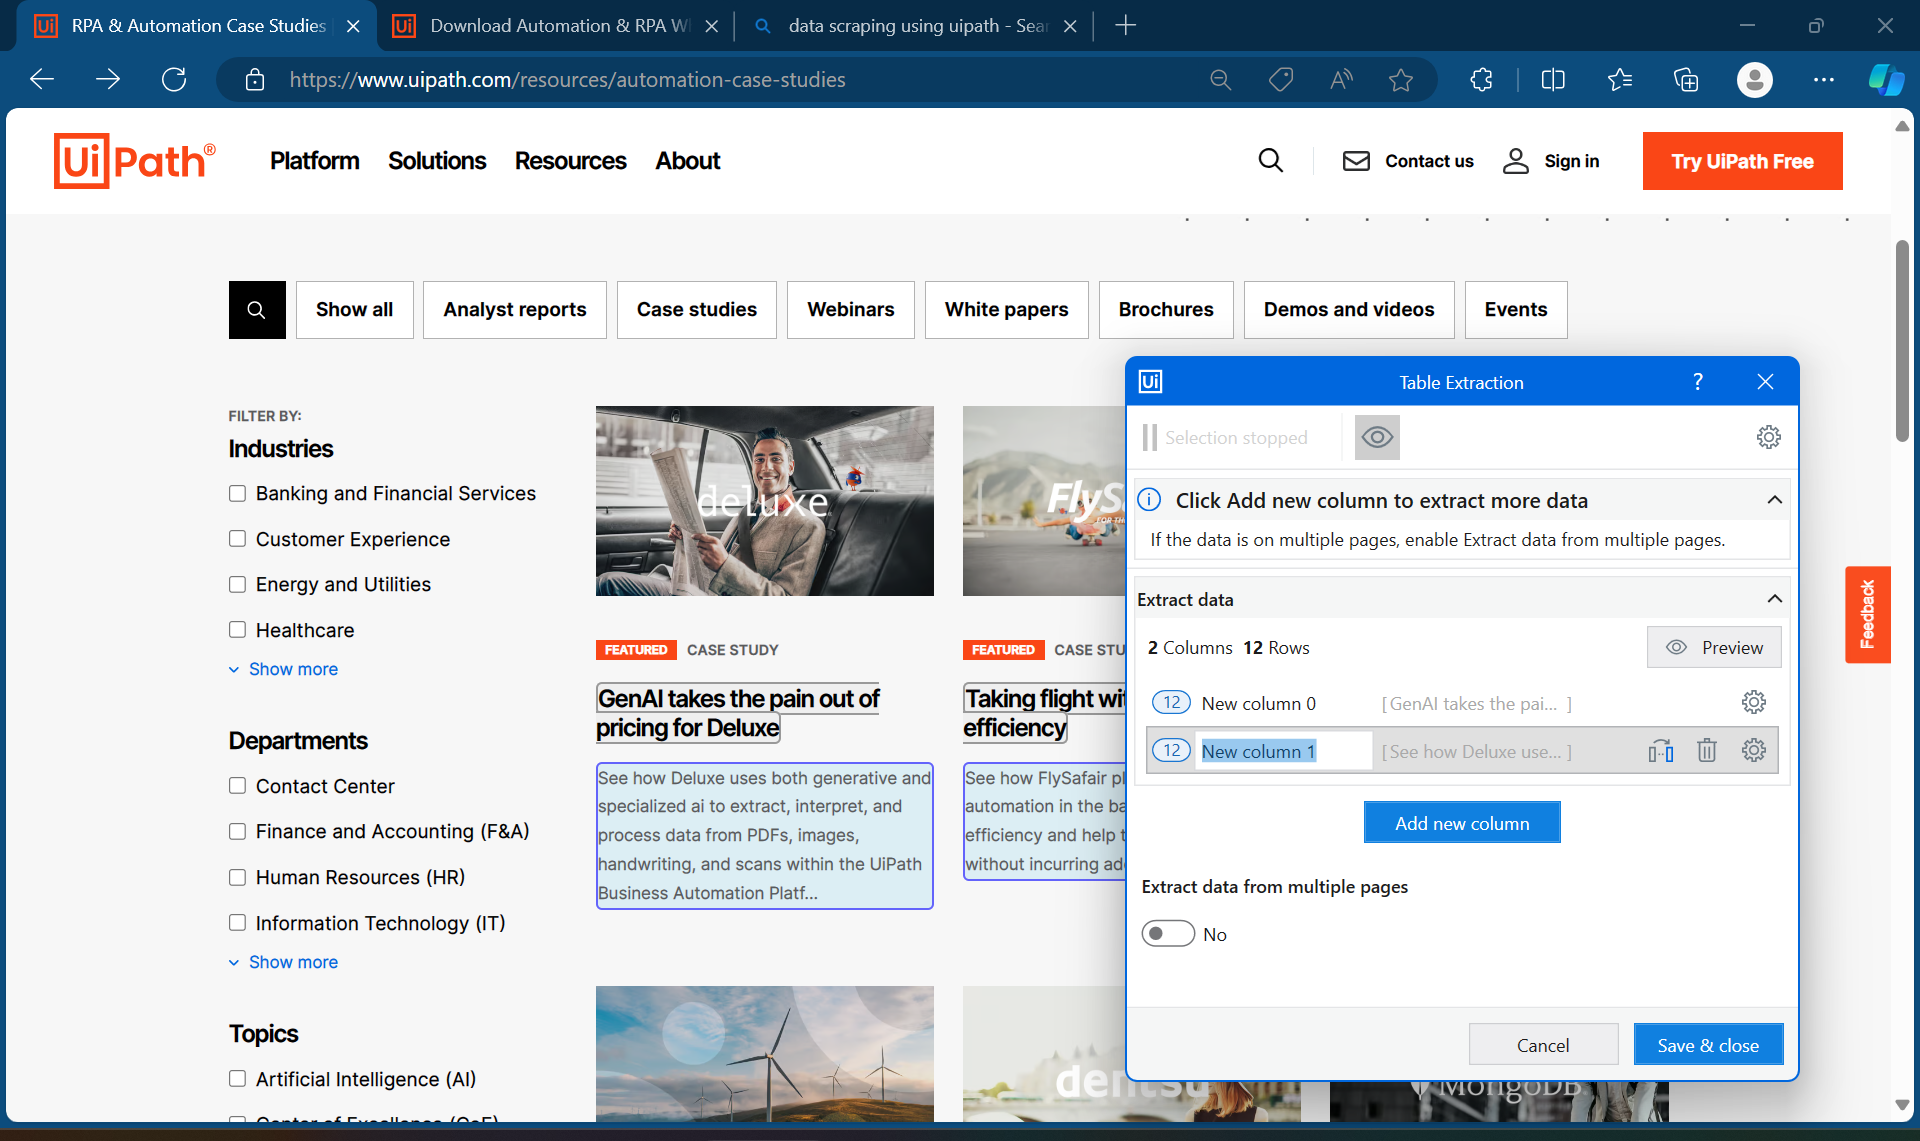 RPA & Automation Case Studies
Download Automation & RPA W
data scraping using uipath - Sear
https://www.uipath.com/resources/automation-case-studies
UiPath®
Platform
Solutions
Resources
About
Contact us
Sign in
Try UiPath Free
Show all
Analyst reports
Case studies
Webinars
White papers
Brochures
Demos and videos
Events
FILTER BY:
Industries
Banking and Financial Services
Customer Experience
Energy and Utilities
Healthcare
Show more
Departments
Contact Center
Finance and Accounting (F&A)
Human Resources (HR)
Information Technology (IT)
Show more
Topics
Artificial Intelligence (AI)
deluxe
FEATURED CASE STUDY
GenAI takes the pain out of
pricing for Deluxe
See how Deluxe uses both generative and
specialized ai to extract, interpret, and
process data from PDFs, images,
handwriting, and scans within the UiPath
Business Automation Platf...
FlyS
FEATURED CASE STU
Taking flight wi
efficiency
See how FlySafair pl
automation in the ba
efficiency and help t
without incurring ad
dentsu
MongoDB
Ui
Table Extraction
?
Selection stopped
Click Add new column to extract more data
If the data is on multiple pages, enable Extract data from multiple pages.
Extract data
2 Columns 12 Rows
Preview
12 New column 0 [ GenAI takes the pai... ]
12 New column 1 [ See how Deluxe use... ]
Add new column
Extract data from multiple pages
No
Cancel
Save & close
Feedback